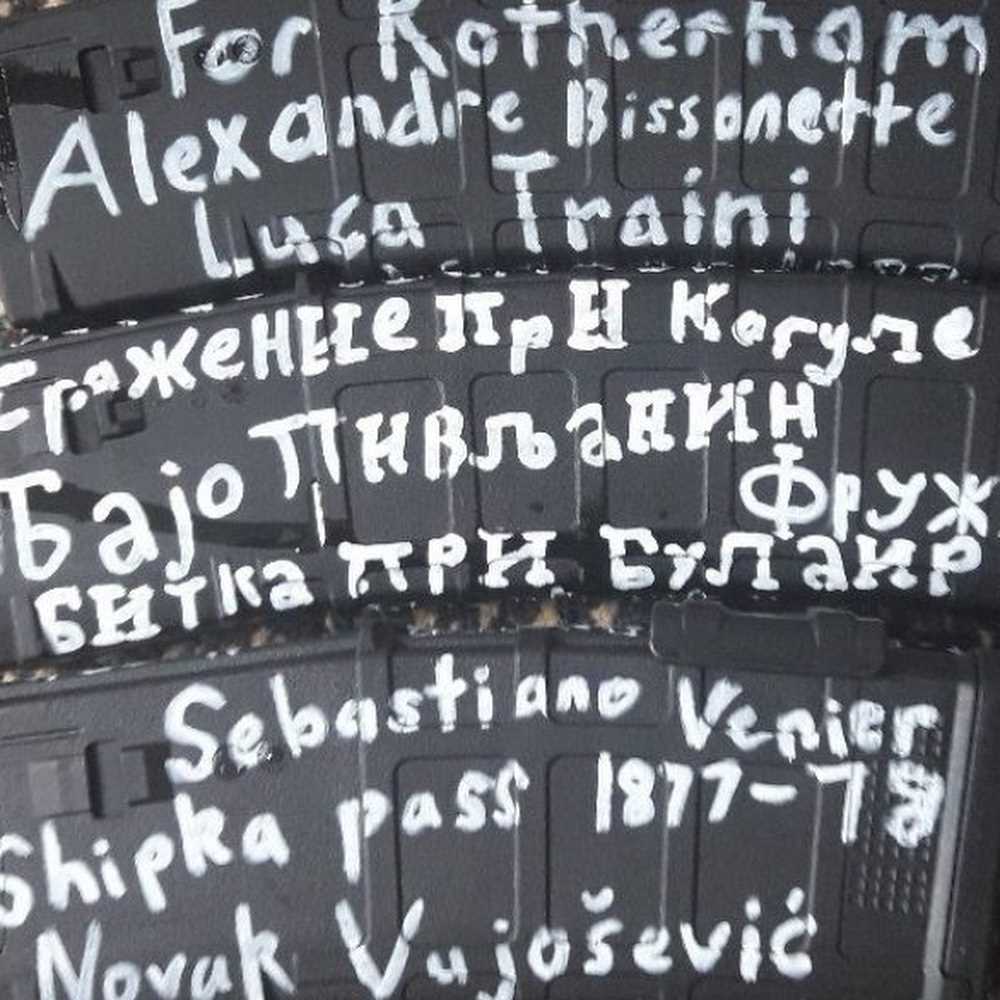 For Rotherham
Alexandre Bissonette
Luca Traini
ражение при Кагуле
Бајо Пивљанин
Фруж
Битка при Булаир
Sebastiano Venier
Shipka pass 1877-78
Novak Vujošević